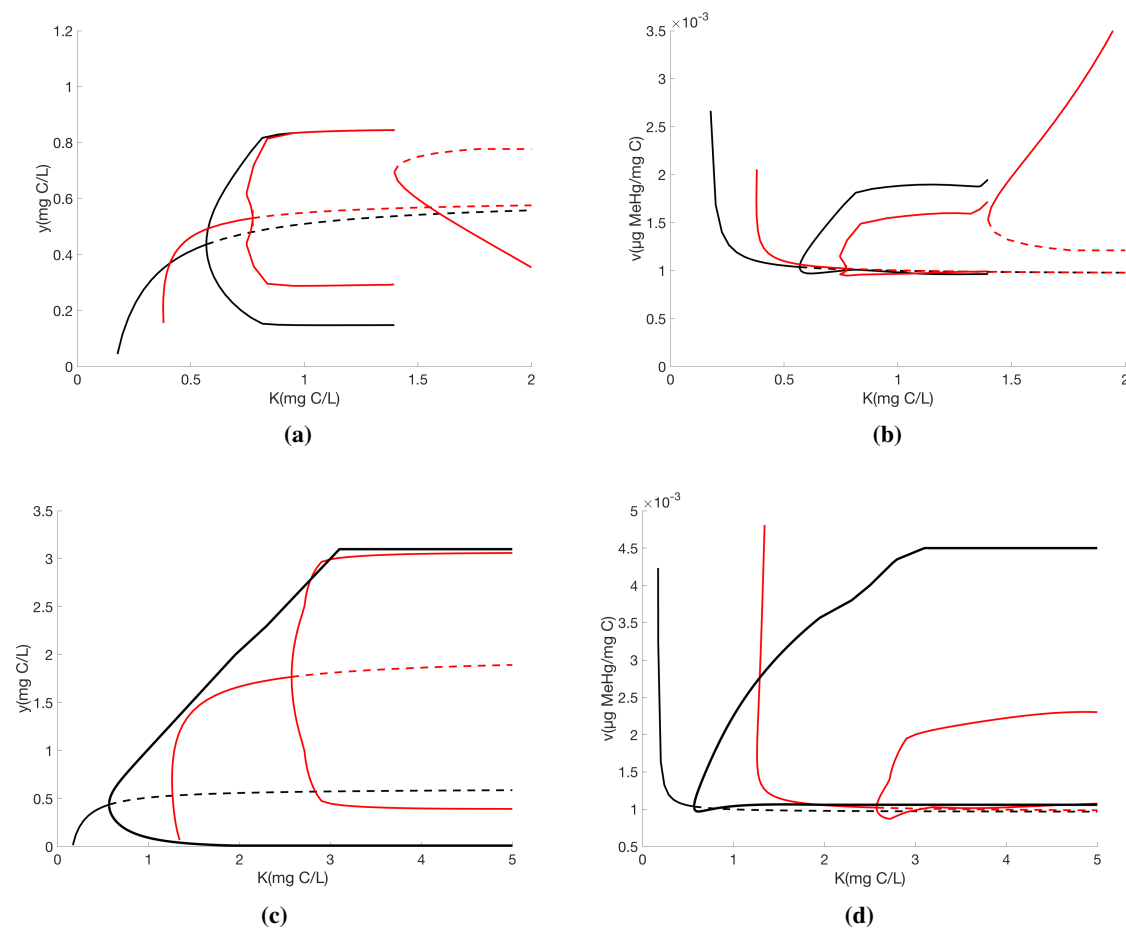 1.2
1
0.8
0.6
0.4
0.2
0
y(mg C/L)
0 0.5 1 1.5 2
K(mg C/L)
(a)
×10⁻³
3.5
3
2.5
2
1.5
1
0.5
0
v(μg MeHg/mg C)
0 0.5 1 1.5 2
K(mg C/L)
(b)
3.5
3
2.5
2
1.5
1
0.5
0
y(mg C/L)
0 1 2 3 4 5
K(mg C/L)
(c)
×10⁻³
5
4.5
4
3.5
3
2.5
2
1.5
1
0.5
v(μg MeHg/mg C)
0 1 2 3 4 5
K(mg C/L)
(d)